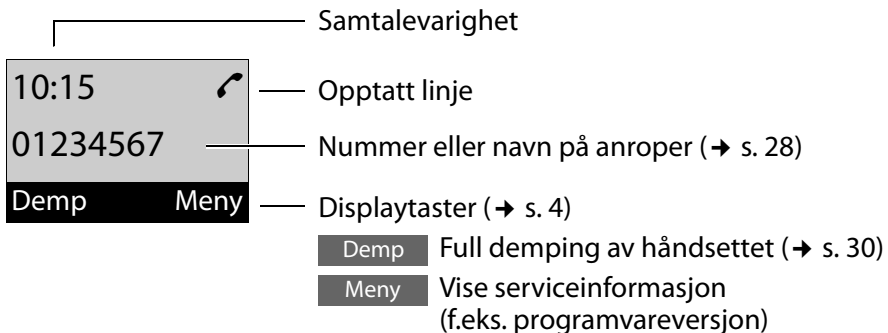 Samtalevarighet
10:15
Opptatt linje
01234567
Nummer eller navn på anroper (➔ s. 28)
Demp Meny
Displaytaster (➔ s. 4)
Demp Full demping av håndsettet (➔ s. 30)
Meny Vise serviceinformasjon
(f.eks. programvareversjon)